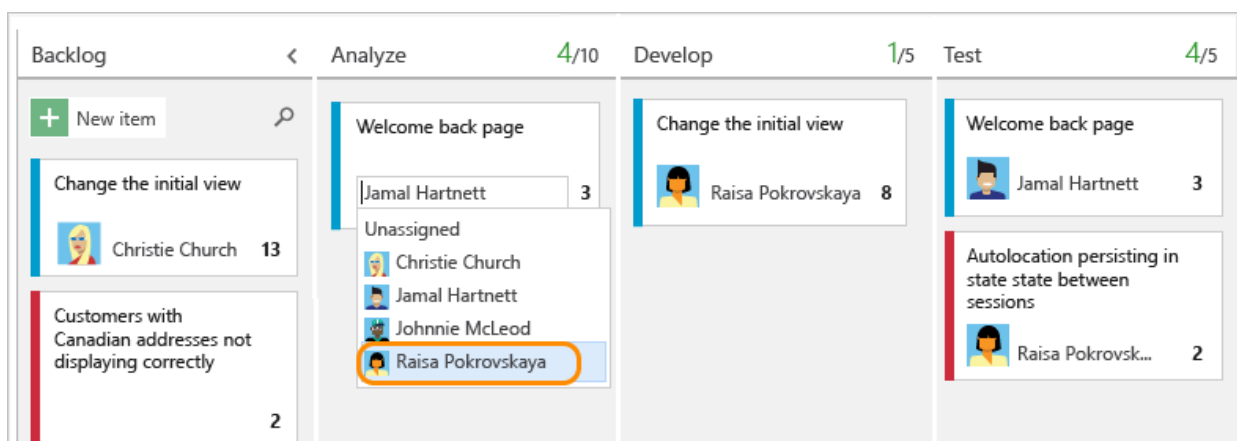 Backlog
Analyze 4/10
Develop 1/5
Test 4/5
New item
Change the initial view
Christie Church 13
Customers with
Canadian addresses not
displaying correctly
2
Welcome back page
Jamal Hartnett 3
Unassigned
Christie Church
Jamal Hartnett
Johnnie McLeod
Raisa Pokrovskaya
Change the initial view
Raisa Pokrovskaya 8
Welcome back page
Jamal Hartnett 3
Autolocation persisting in
state state between
sessions
Raisa Pokrovsk... 2